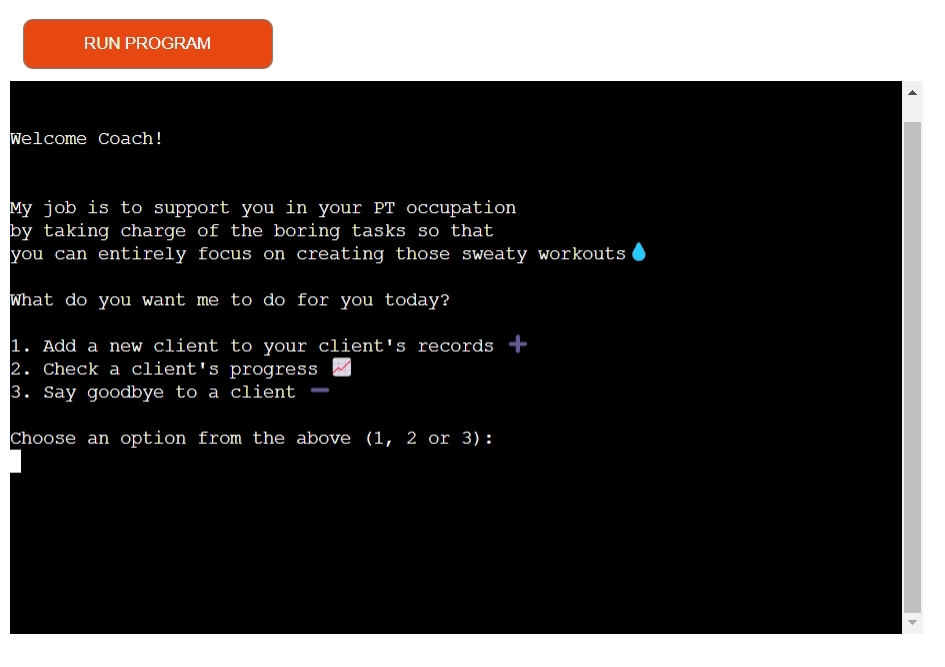 RUN PROGRAM
Welcome Coach!
My job is to support you in your PT occupation
by taking charge of the boring tasks so that
you can entirely focus on creating those sweaty workouts💧
What do you want me to do for you today?
1. Add a new client to your client's records ➕
2. Check a client's progress 📈
3. Say goodbye to a client ➖
Choose an option from the above (1, 2 or 3):